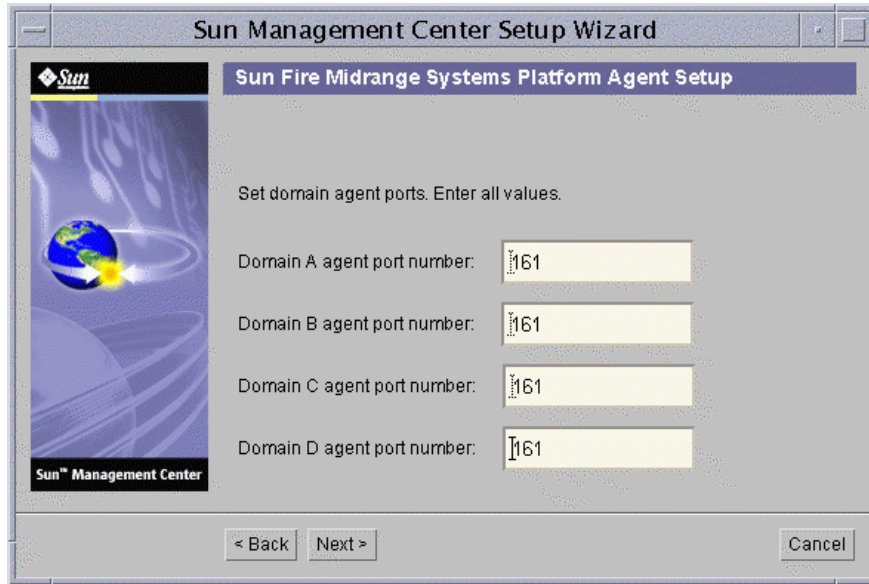 Sun Management Center Setup Wizard
Sun
Sun Fire Midrange Systems Platform Agent Setup
Set domain agent ports. Enter all values.
Domain A agent port number: 161
Domain B agent port number: 161
Domain C agent port number: 161
Domain D agent port number: 161
Sun™ Management Center
< Back Next > Cancel